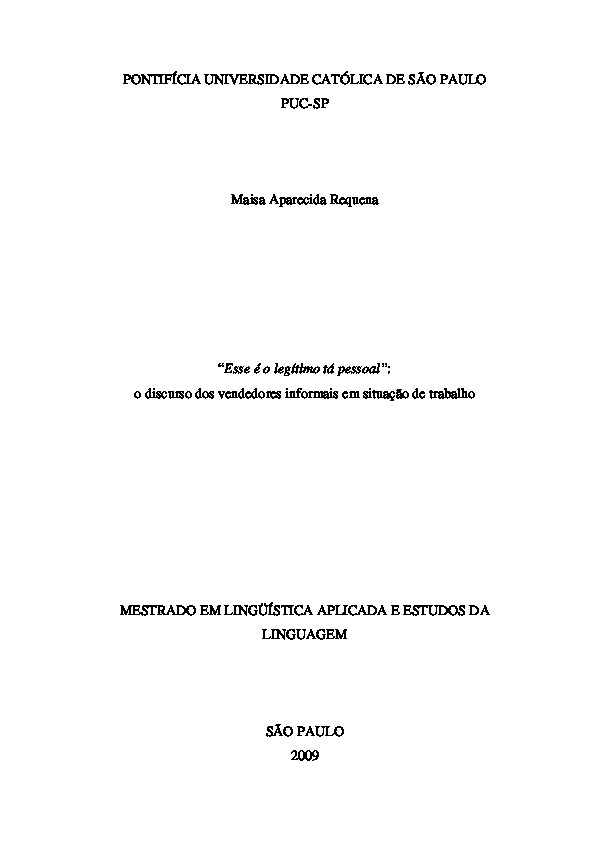 PONTIFÍCIA UNIVERSIDADE CATÓLICA DE SÃO PAULO
PUC-SP
Maisa Aparecida Requena
“Esse é o legítimo tá pessoal”:
o discurso dos vendedores informais em situação de trabalho
MESTRADO EM LINGÜÍSTICA APLICADA E ESTUDOS DA
LINGUAGEM
SÃO PAULO
2009